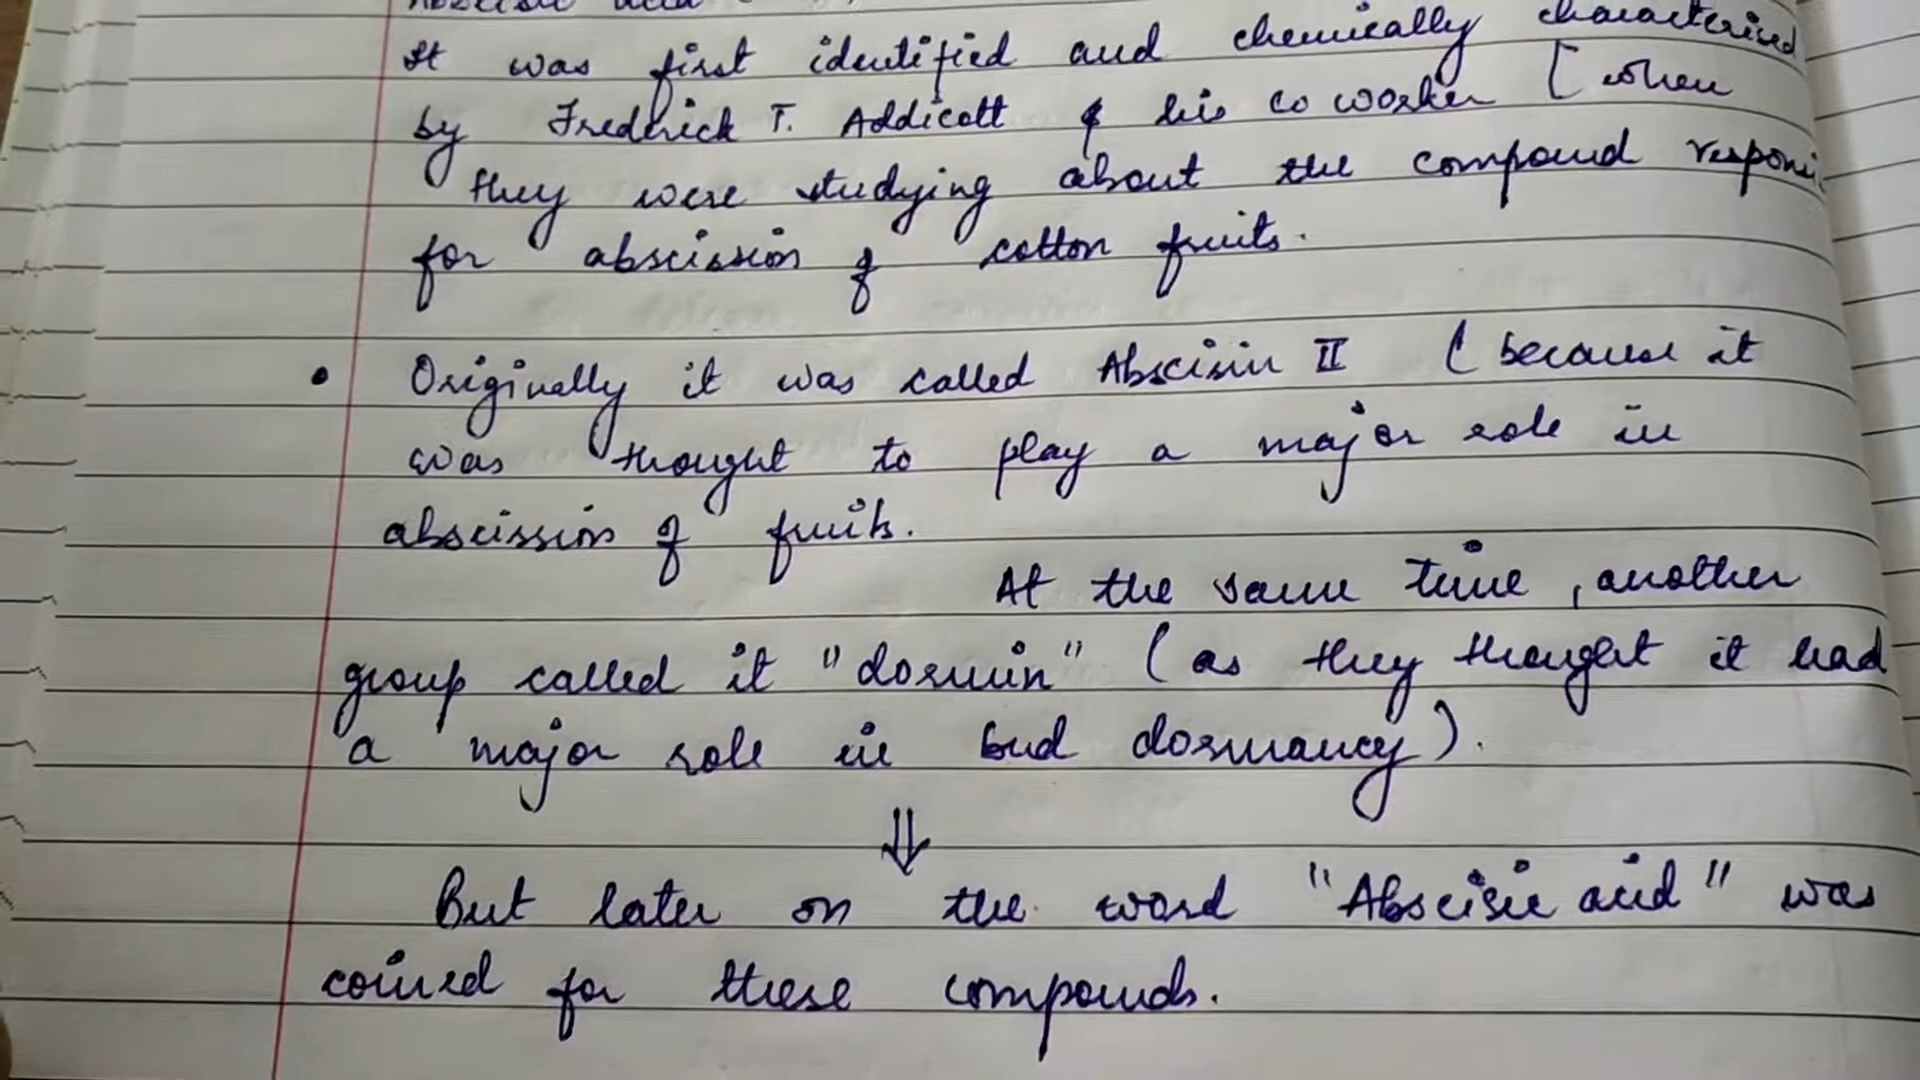 Abscisic acid
It was first identified and chemically characterised
by Frederick T. Addicott & his co worker [ when
they were studying about the compound responsi
for abscission of cotton fruits.
• Originally it was called Abscisin II ( because it
was thought to play a major role in
abscission of fruits.
At the same time, another
group called it "dormin" ( as they thought it had
a major role in bud dormancy).
⇓
But later on the word "Abscisic acid" was
coined for these compounds.